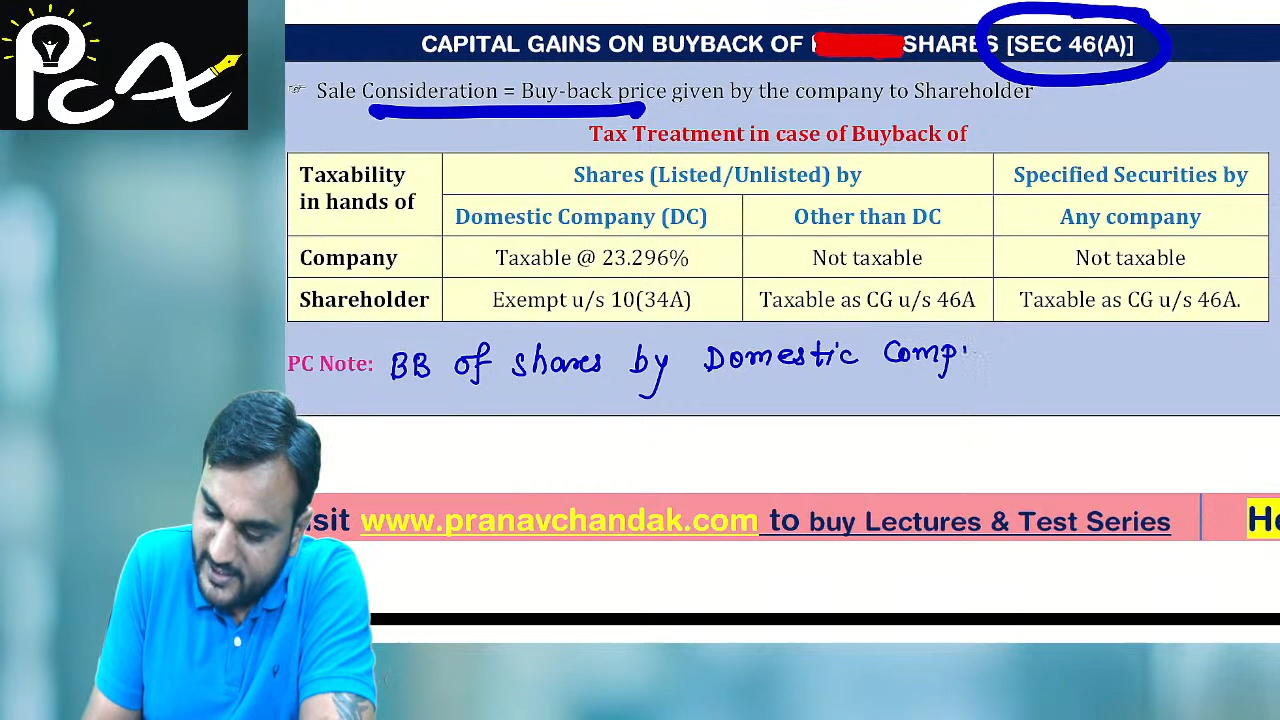 PCA
CAPITAL GAINS ON BUYBACK OF SHARES [SEC 46(A)]
☞ Sale Consideration = Buy-back price given by the company to Shareholder
Tax Treatment in case of Buyback of
Taxability in hands of
Shares (Listed/Unlisted) by
Specified Securities by
Domestic Company (DC)
Other than DC
Any company
Company
Taxable @ 23.296%
Not taxable
Not taxable
Shareholder
Exempt u/s 10(34A)
Taxable as CG u/s 46A
Taxable as CG u/s 46A.
PC Note: BB of shares by Domestic Comp.
www.pranavchandak.com to buy Lectures & Test Series